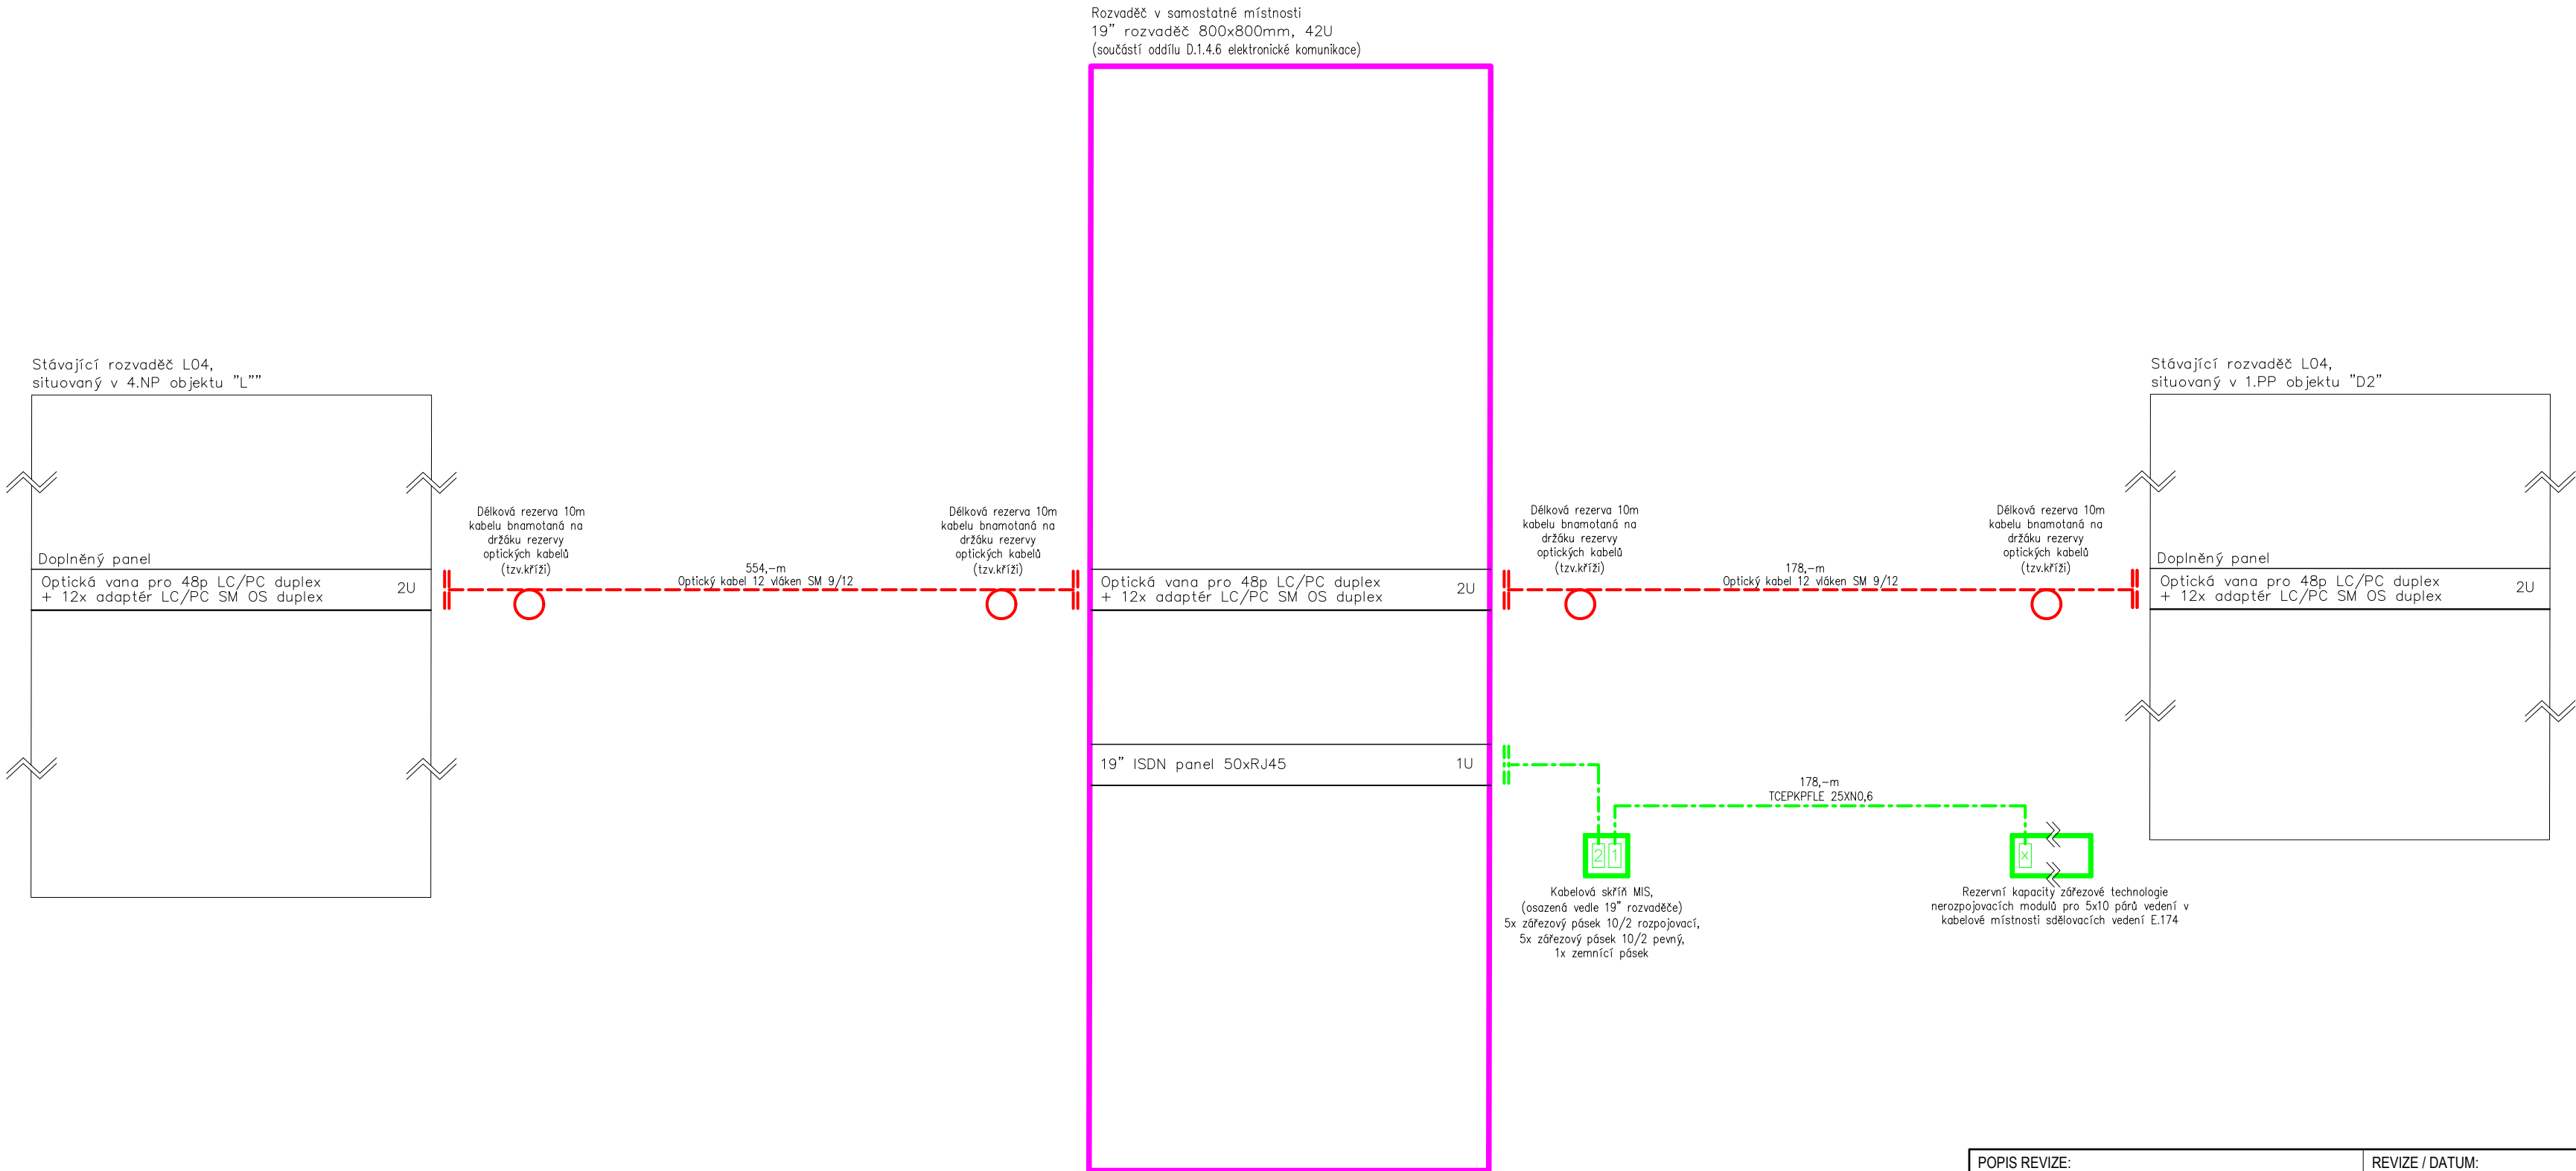 Rozvaděč v samostatné místnosti
19" rozvaděč 800x800mm, 42U
(součástí oddílu D.1.4.6 elektronické komunikace)
Stávající rozvaděč L04,
situovaný v 4.NP objektu "L""
Doplněný panel
Optická vana pro 48p LC/PC duplex
+ 12x adaptér LC/PC SM OS duplex
2U
Délková rezerva 10m
kabelu bnamotaná na
držáku rezervy
optických kabelů
(tzv.kříži)
554,-m
Optický kabel 12 vláken SM 9/12
Délková rezerva 10m
kabelu bnamotaná na
držáku rezervy
optických kabelů
(tzv.kříži)
Optická vana pro 48p LC/PC duplex
+ 12x adaptér LC/PC SM OS duplex
2U
19" ISDN panel 50xRJ45
1U
Délková rezerva 10m
kabelu bnamotaná na
držáku rezervy
optických kabelů
(tzv.kříži)
178,-m
Optický kabel 12 vláken SM 9/12
Délková rezerva 10m
kabelu bnamotaná na
držáku rezervy
optických kabelů
(tzv.kříži)
Stávající rozvaděč L04,
situovaný v 1.PP objektu "D2"
Doplněný panel
Optická vana pro 48p LC/PC duplex
+ 12x adaptér LC/PC SM OS duplex
2U
178,-m
TCEPKPFLE 25XN0,6
2 1
x
Kabelová skříň MIS,
(osazená vedle 19" rozvaděče)
5x zářezový pásek 10/2 rozpojovací,
5x zářezový pásek 10/2 pevný,
1x zemnící pásek
Rezervní kapacity zářezové technologie
nerozpojovacích modulů pro 5x10 párů vedení v
kabelové místnosti sdělovacích vedení E.174
POPIS REVIZE:
REVIZE / DATUM: